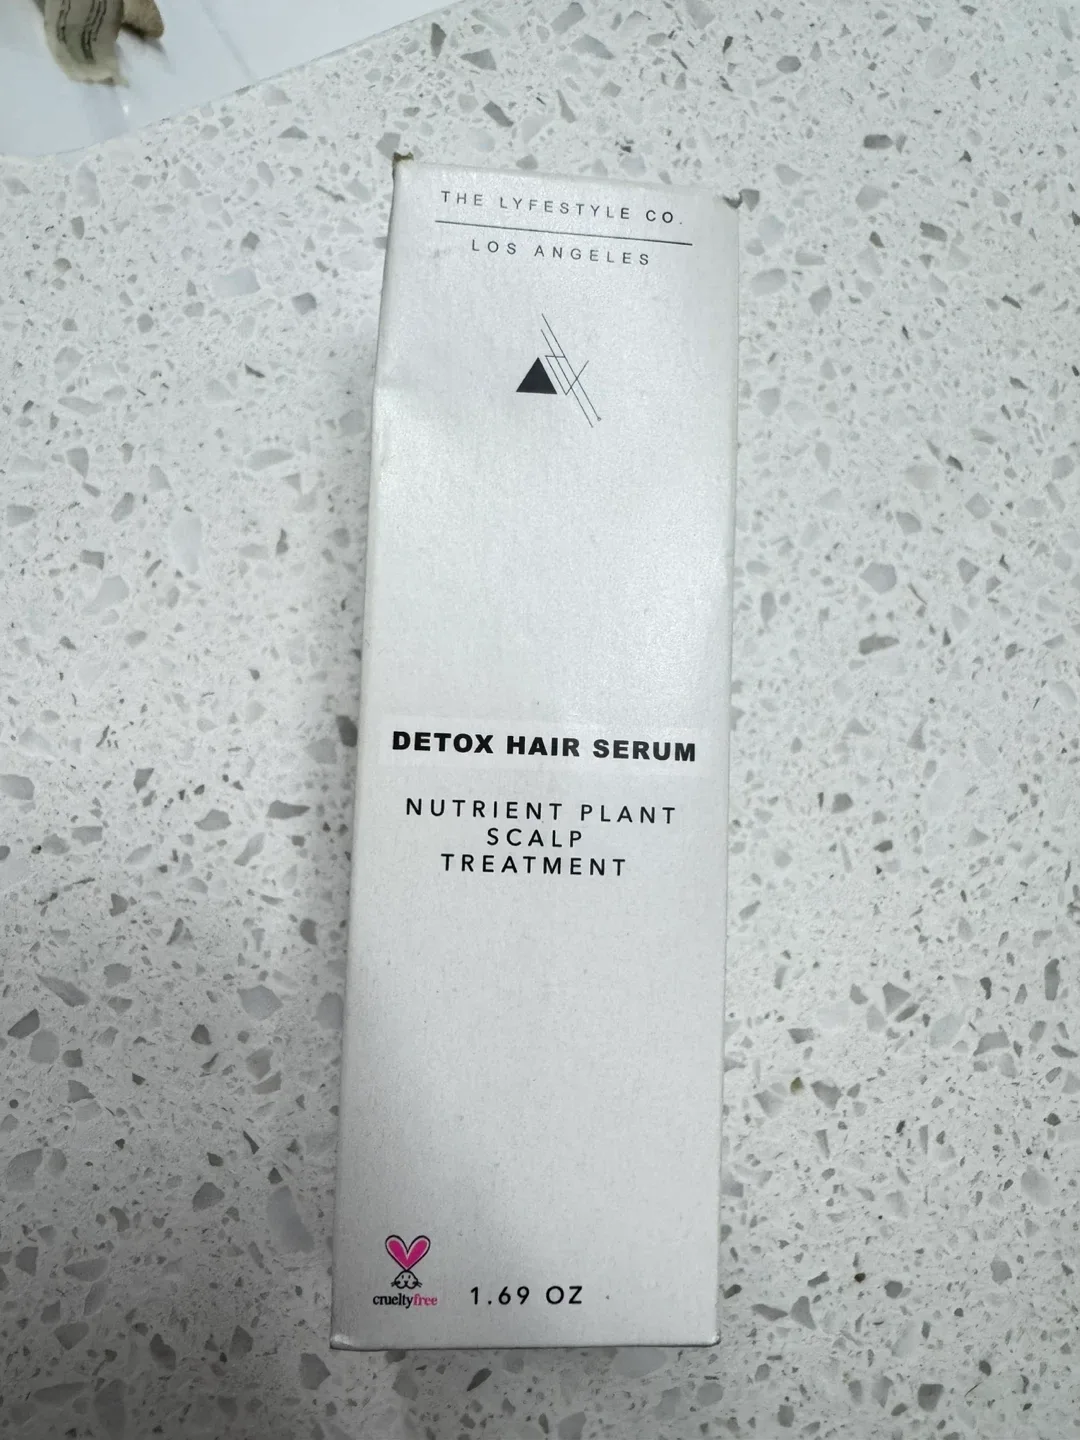 THE LYFESTYLE CO.
LOS ANGELES
DETOX HAIR SERUM
NUTRIENT PLANT
SCALP
TREATMENT
crueltyfree
1.69 OZ